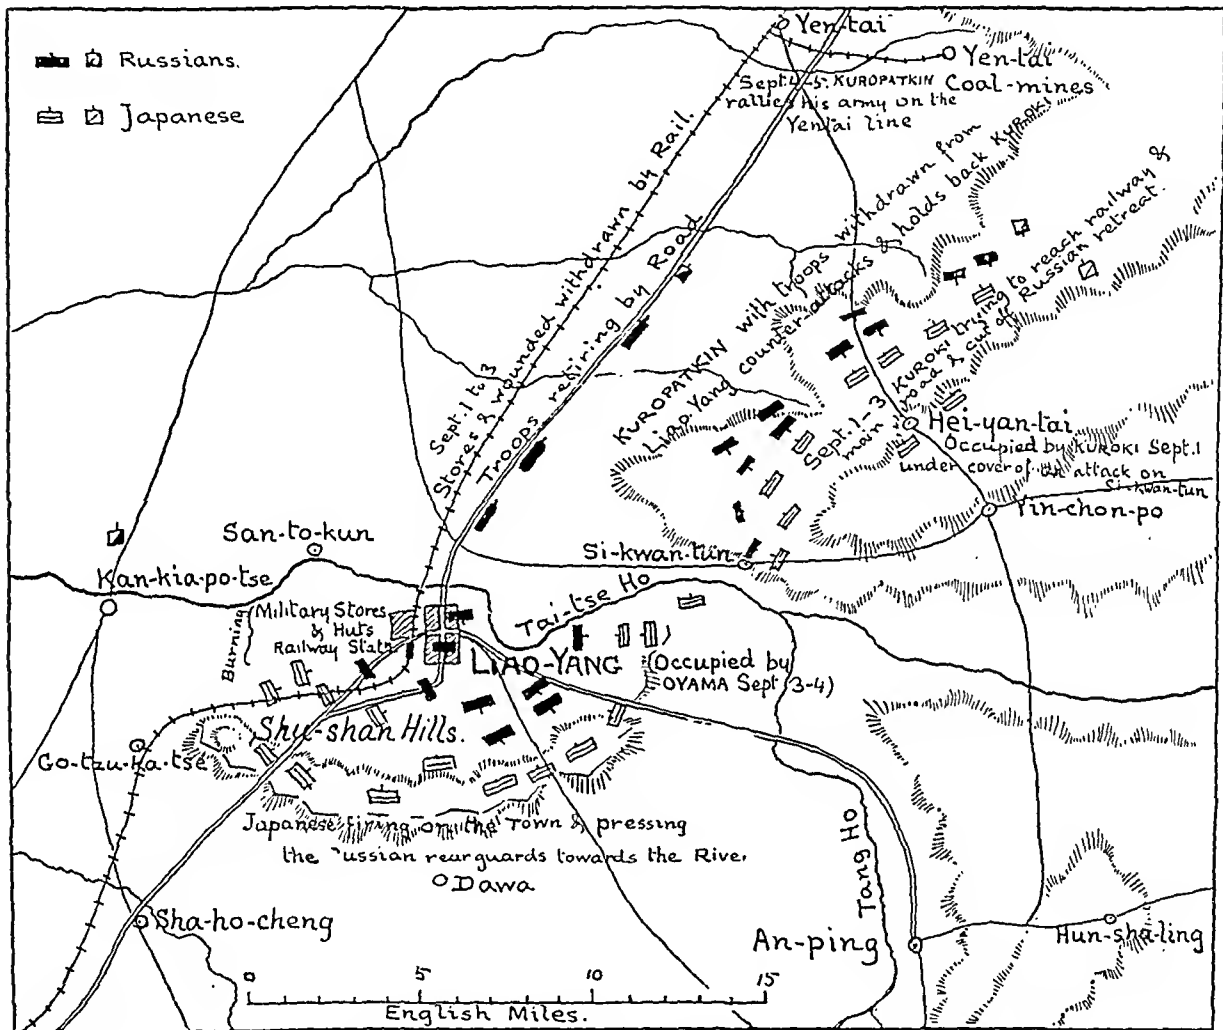 Russians.
Japanese
Yen-tai
Yen-tai
Coal-mines
Sept. 4-5. KUROPATKIN
rallies his army on the
Yentai line
Sept. 1 to 3
Stores & wounded withdrawn by Rail.
Troops retiring by Road
KUROPATKIN with troops withdrawn from
Liao-Yang counter-attacks & holds back KUROKI
Sept. 1-3 KUROKI trying to reach railway &
main road & cut off Russian retreat.
Hei-yan-tai
Occupied by KUROKI Sept. 1
under cover of the attack on
Si-kwan-tun
Yin-chon-po
San-to-kun
Si-kwan-tun
Kan-kia-po-tse
Tai-tse Ho
Burning
Military Stores
& Huts
Railway Statn.
LIAO-YANG
(Occupied by
OYAMA Sept (3-4)
Shu-shan Hills.
Go-tzu-ka-tse
Japanese firing on the Town & pressing
the ussian rearguards towards the River.
Dawa
Tang Ho
Sha-ho-cheng
An-ping
Hun-sha-ling
0 5 10 15
English Miles.